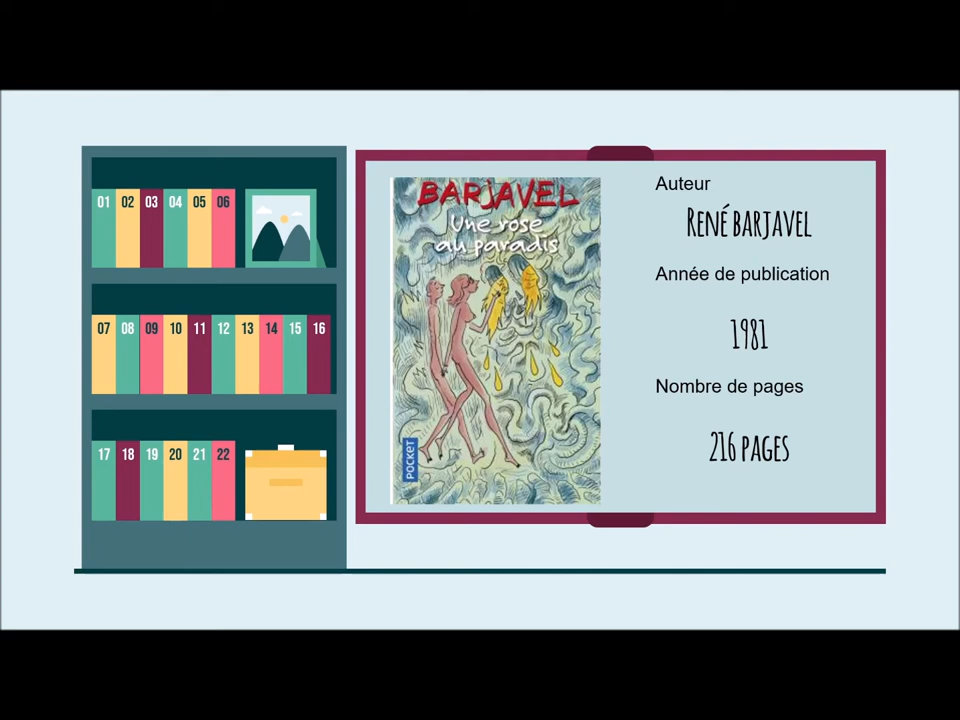 01 02 03 04 05 06
07 08 09 10 11 12 13 14 15 16
17 18 19 20 21 22
BARJAVEL
Une rose
au paradis
POCKET
Auteur
René barjavel
Année de publication
1981
Nombre de pages
216 pages